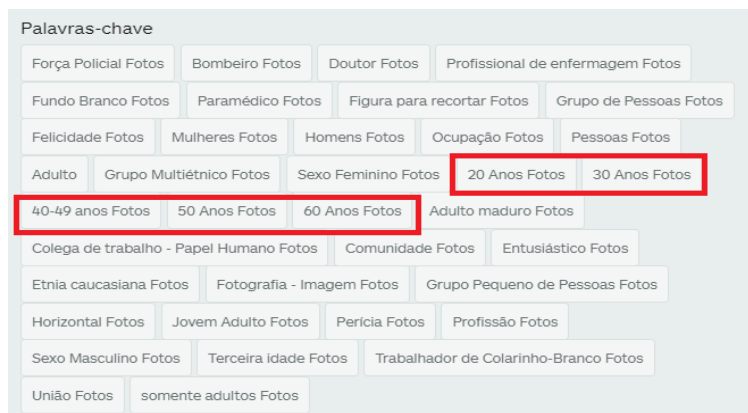 Palavras-chave
Força Policial Fotos Bombeiro Fotos Doutor Fotos Profissional de enfermagem Fotos
Fundo Branco Fotos Paramédico Fotos Figura para recortar Fotos Grupo de Pessoas Fotos
Felicidade Fotos Mulheres Fotos Homens Fotos Ocupação Fotos Pessoas Fotos
Adulto Grupo Multiétnico Fotos Sexo Feminino Fotos 20 Anos Fotos 30 Anos Fotos
40-49 anos Fotos 50 Anos Fotos 60 Anos Fotos Adulto maduro Fotos
Colega de trabalho - Papel Humano Fotos Comunidade Fotos Entusiástico Fotos
Etnia caucasiana Fotos Fotografia - Imagem Fotos Grupo Pequeno de Pessoas Fotos
Horizontal Fotos Jovem Adulto Fotos Perícia Fotos Profissão Fotos
Sexo Masculino Fotos Terceira idade Fotos Trabalhador de Colarinho-Branco Fotos
União Fotos somente adultos Fotos